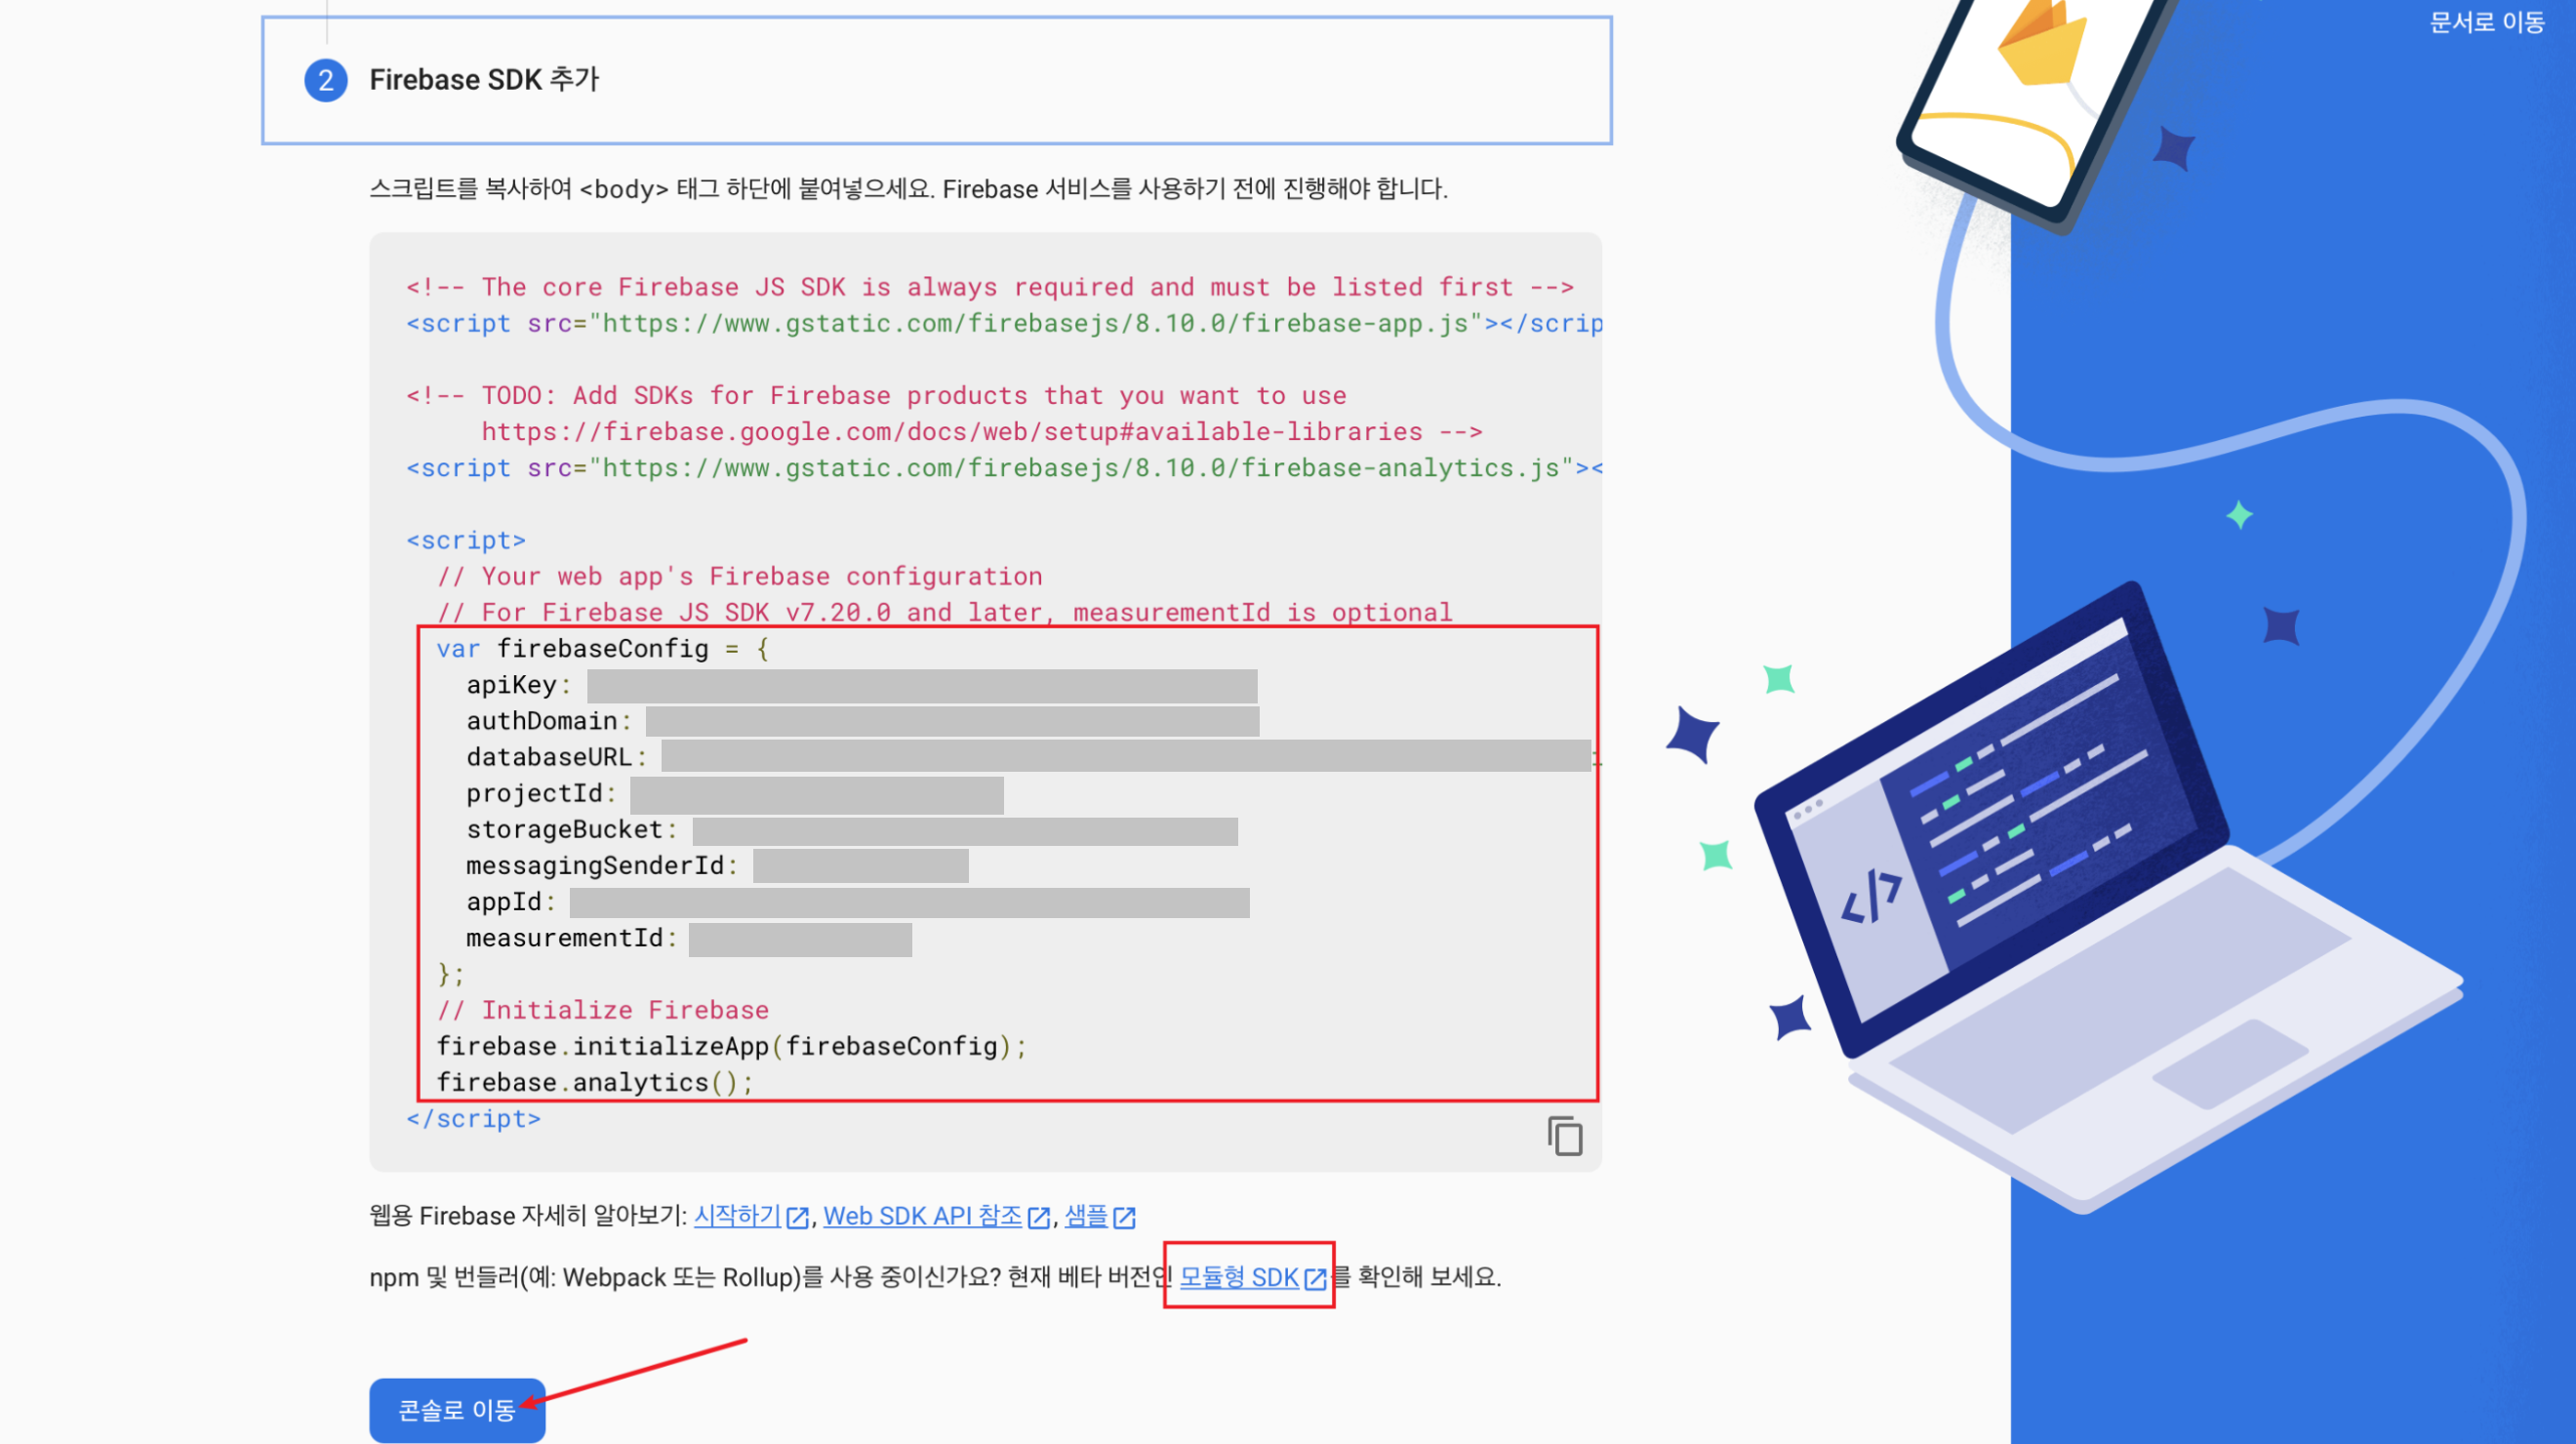 문서로 이동
2 Firebase SDK 추가
스크립트를 복사하여 <body> 태그 하단에 붙여넣으세요. Firebase 서비스를 사용하기 전에 진행해야 합니다.
<!-- The core Firebase JS SDK is always required and must be listed first -->
<script src="https://www.gstatic.com/firebasejs/8.10.0/firebase-app.js"></scrip
<!-- TODO: Add SDKs for Firebase products that you want to use
https://firebase.google.com/docs/web/setup#available-libraries -->
<script src="https://www.gstatic.com/firebasejs/8.10.0/firebase-analytics.js"><
<script>
// Your web app's Firebase configuration
// For Firebase JS SDK v7.20.0 and later, measurementId is optional
var firebaseConfig = {
apiKey:
authDomain:
databaseURL:
projectId:
storageBucket:
messagingSenderId:
appId:
measurementId:
};
// Initialize Firebase
firebase.initializeApp(firebaseConfig);
firebase.analytics();
</script>
웹용 Firebase 자세히 알아보기: 시작하기, Web SDK API 참조, 샘플
npm 및 번들러(예: Webpack 또는 Rollup)를 사용 중이신가요? 현재 베타 버전인 모듈형 SDK를 확인해 보세요.
콘솔로 이동